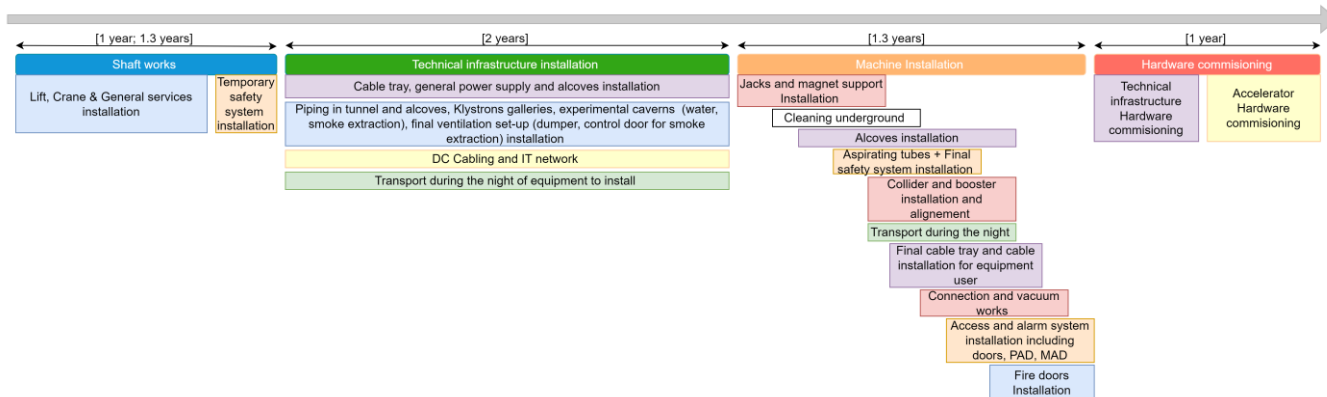 [1 year; 1.3 years]
[2 years]
[1.3 years]
[1 year]
Shaft works
Technical infrastructure installation
Machine Installation
Hardware commisioning
Lift, Crane & General services
installation
Temporary
safety
system
installation
Cable tray, general power supply and alcoves installation
Piping in tunnel and alcoves, Klystrons galleries, experimental caverns (water,
smoke extraction), final ventilation set-up (dumper, control door for smoke
extraction) installation
DC Cabling and IT network
Transport during the night of equipment to install
Jacks and magnet support
Installation
Cleaning underground
Alcoves installation
Aspirating tubes + Final
safety system installation
Collider and booster
installation and
alignement
Transport during the night
Final cable tray and cable
installation for equipment
user
Connection and vacuum
works
Access and alarm system
installation including
doors, PAD, MAD
Fire doors
Installation
Technical
infrastructure
Hardware
commisioning
Accelerator
Hardware
commisioning